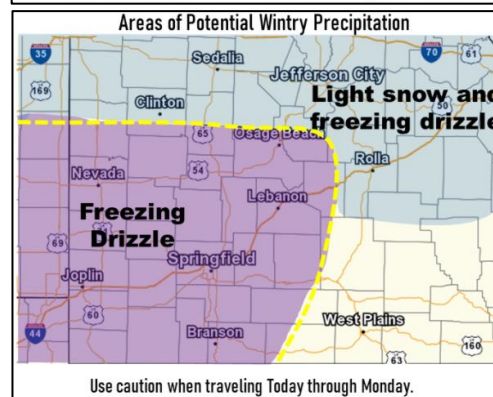 Areas of Potential Wintry Precipitation
35
70
61
Sedalia
Jefferson City
169
Light snow and
50
Clinton
freezing drizzle
65
Osage Beach
54
Rolla
Nevada
Lebanon
Freezing
Drizzle
69
Springfield
Joplin
60
44
Branson
West Plains
160
63
Use caution when traveling Today through Monday.